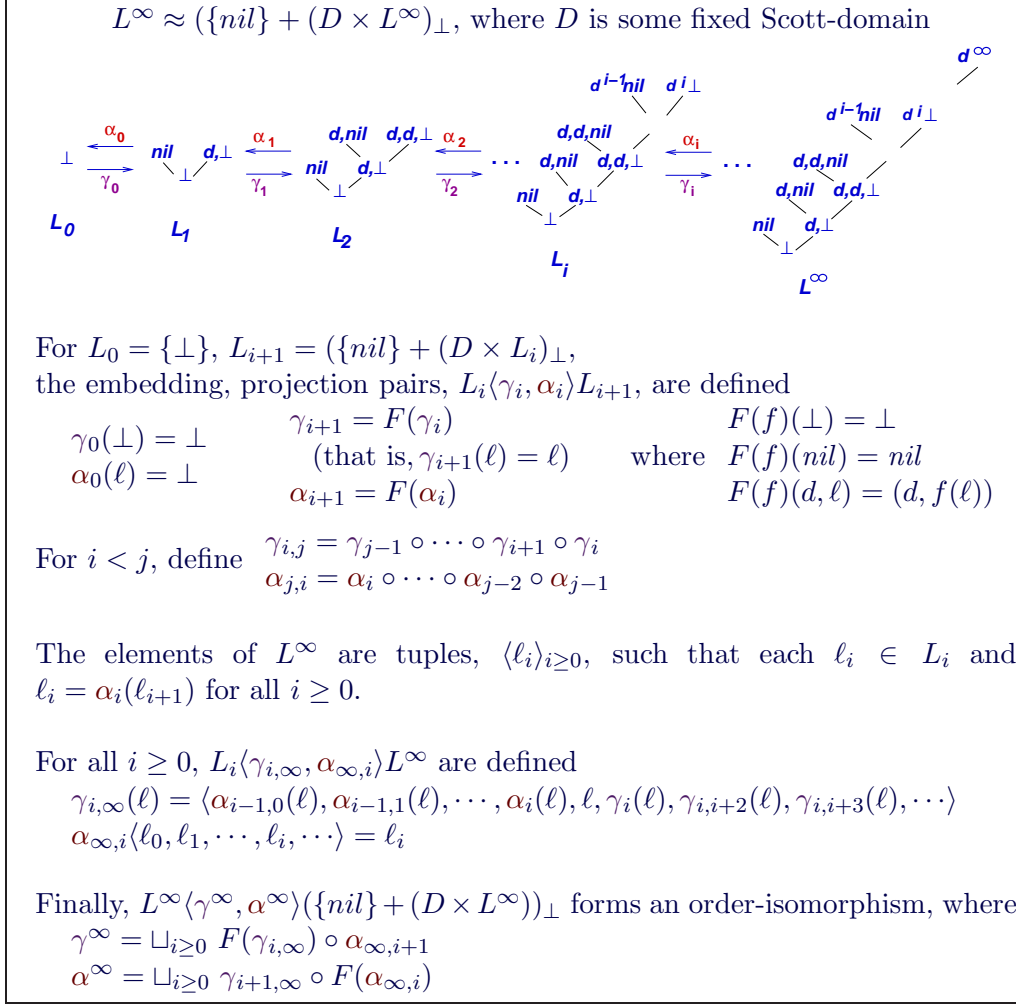 L^∞ ≈ ({nil} + (D × L^∞)_⊥, where D is some fixed Scott-domain
d^∞
d^{i−1}nil d^i⊥
d^{i−1}nil d^i⊥
α_0 α_1 d,nil d,d,⊥ α_2 d,d,nil α_i
⊥ nil d,⊥ nil d,⊥ ... d,nil d,d,⊥ ... d,d,nil
γ_0 ⊥ γ_1 ⊥ γ_2 nil d,⊥ γ_i d,nil d,d,⊥
⊥ nil d,⊥
⊥
L_0 L_1 L_2 L_i L^∞
For L_0 = {⊥}, L_{i+1} = ({nil} + (D × L_i)_⊥,
the embedding, projection pairs, L_i⟨γ_i, α_i⟩L_{i+1}, are defined
γ_{i+1} = F(γ_i) F(f)(⊥) = ⊥
γ_0(⊥) = ⊥
(that is, γ_{i+1}(ℓ) = ℓ) where F(f)(nil) = nil
α_0(ℓ) = ⊥
α_{i+1} = F(α_i) F(f)(d, ℓ) = (d, f(ℓ))
For i < j, define γ_{i,j} = γ_{j−1} ∘ ⋯ ∘ γ_{i+1} ∘ γ_i
α_{j,i} = α_i ∘ ⋯ ∘ α_{j−2} ∘ α_{j−1}
The elements of L^∞ are tuples, ⟨ℓ_i⟩_{i≥0}, such that each ℓ_i ∈ L_i and
ℓ_i = α_i(ℓ_{i+1}) for all i ≥ 0.
For all i ≥ 0, L_i⟨γ_{i,∞}, α_{∞,i}⟩L^∞ are defined
γ_{i,∞}(ℓ) = ⟨α_{i−1,0}(ℓ), α_{i−1,1}(ℓ), ⋯, α_i(ℓ), ℓ, γ_i(ℓ), γ_{i,i+2}(ℓ), γ_{i,i+3}(ℓ), ⋯⟩
α_{∞,i}⟨ℓ_0, ℓ_1, ⋯, ℓ_i, ⋯⟩ = ℓ_i
Finally, L^∞⟨γ^∞, α^∞⟩({nil} + (D × L^∞))_⊥ forms an order-isomorphism, where
γ^∞ = ⊔_{i≥0} F(γ_{i,∞}) ∘ α_{∞,i+1}
α^∞ = ⊔_{i≥0} γ_{i+1,∞} ∘ F(α_{∞,i})